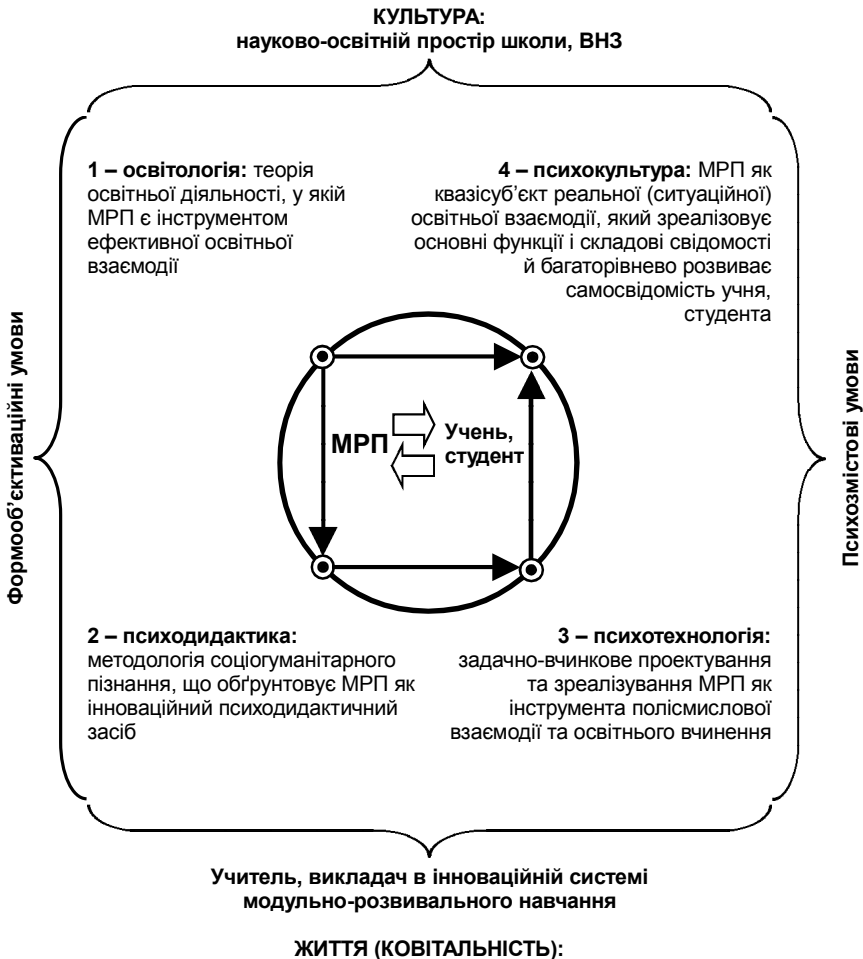 КУЛЬТУРА:
науково-освітній простір школи, ВНЗ
1 – освітологія: теорія
освітньої діяльності, у якій
МРП є інструментом
ефективної освітньої
взаємодії
4 – психокультура: МРП як
квазісуб’єкт реальної (ситуаційної)
освітньої взаємодії, який зреалізовує
основні функції і складові свідомості
й багаторівнево розвиває
самосвідомість учня,
студента
Формооб’єктиваційні умови
МРП
Учень,
студент
Психозмістові умови
2 – психодидактика:
методологія соціогуманітарного
пізнання, що обґрунтовує МРП як
інноваційний психодидактичний
засіб
3 – психотехнологія:
задачно-вчинкове проектування
та зреалізування МРП як
інструмента полісмислової
взаємодії та освітнього вчинення
Учитель, викладач в інноваційній системі
модульно-розвивального навчання
ЖИТТЯ (КОВІТАЛЬНІСТЬ):